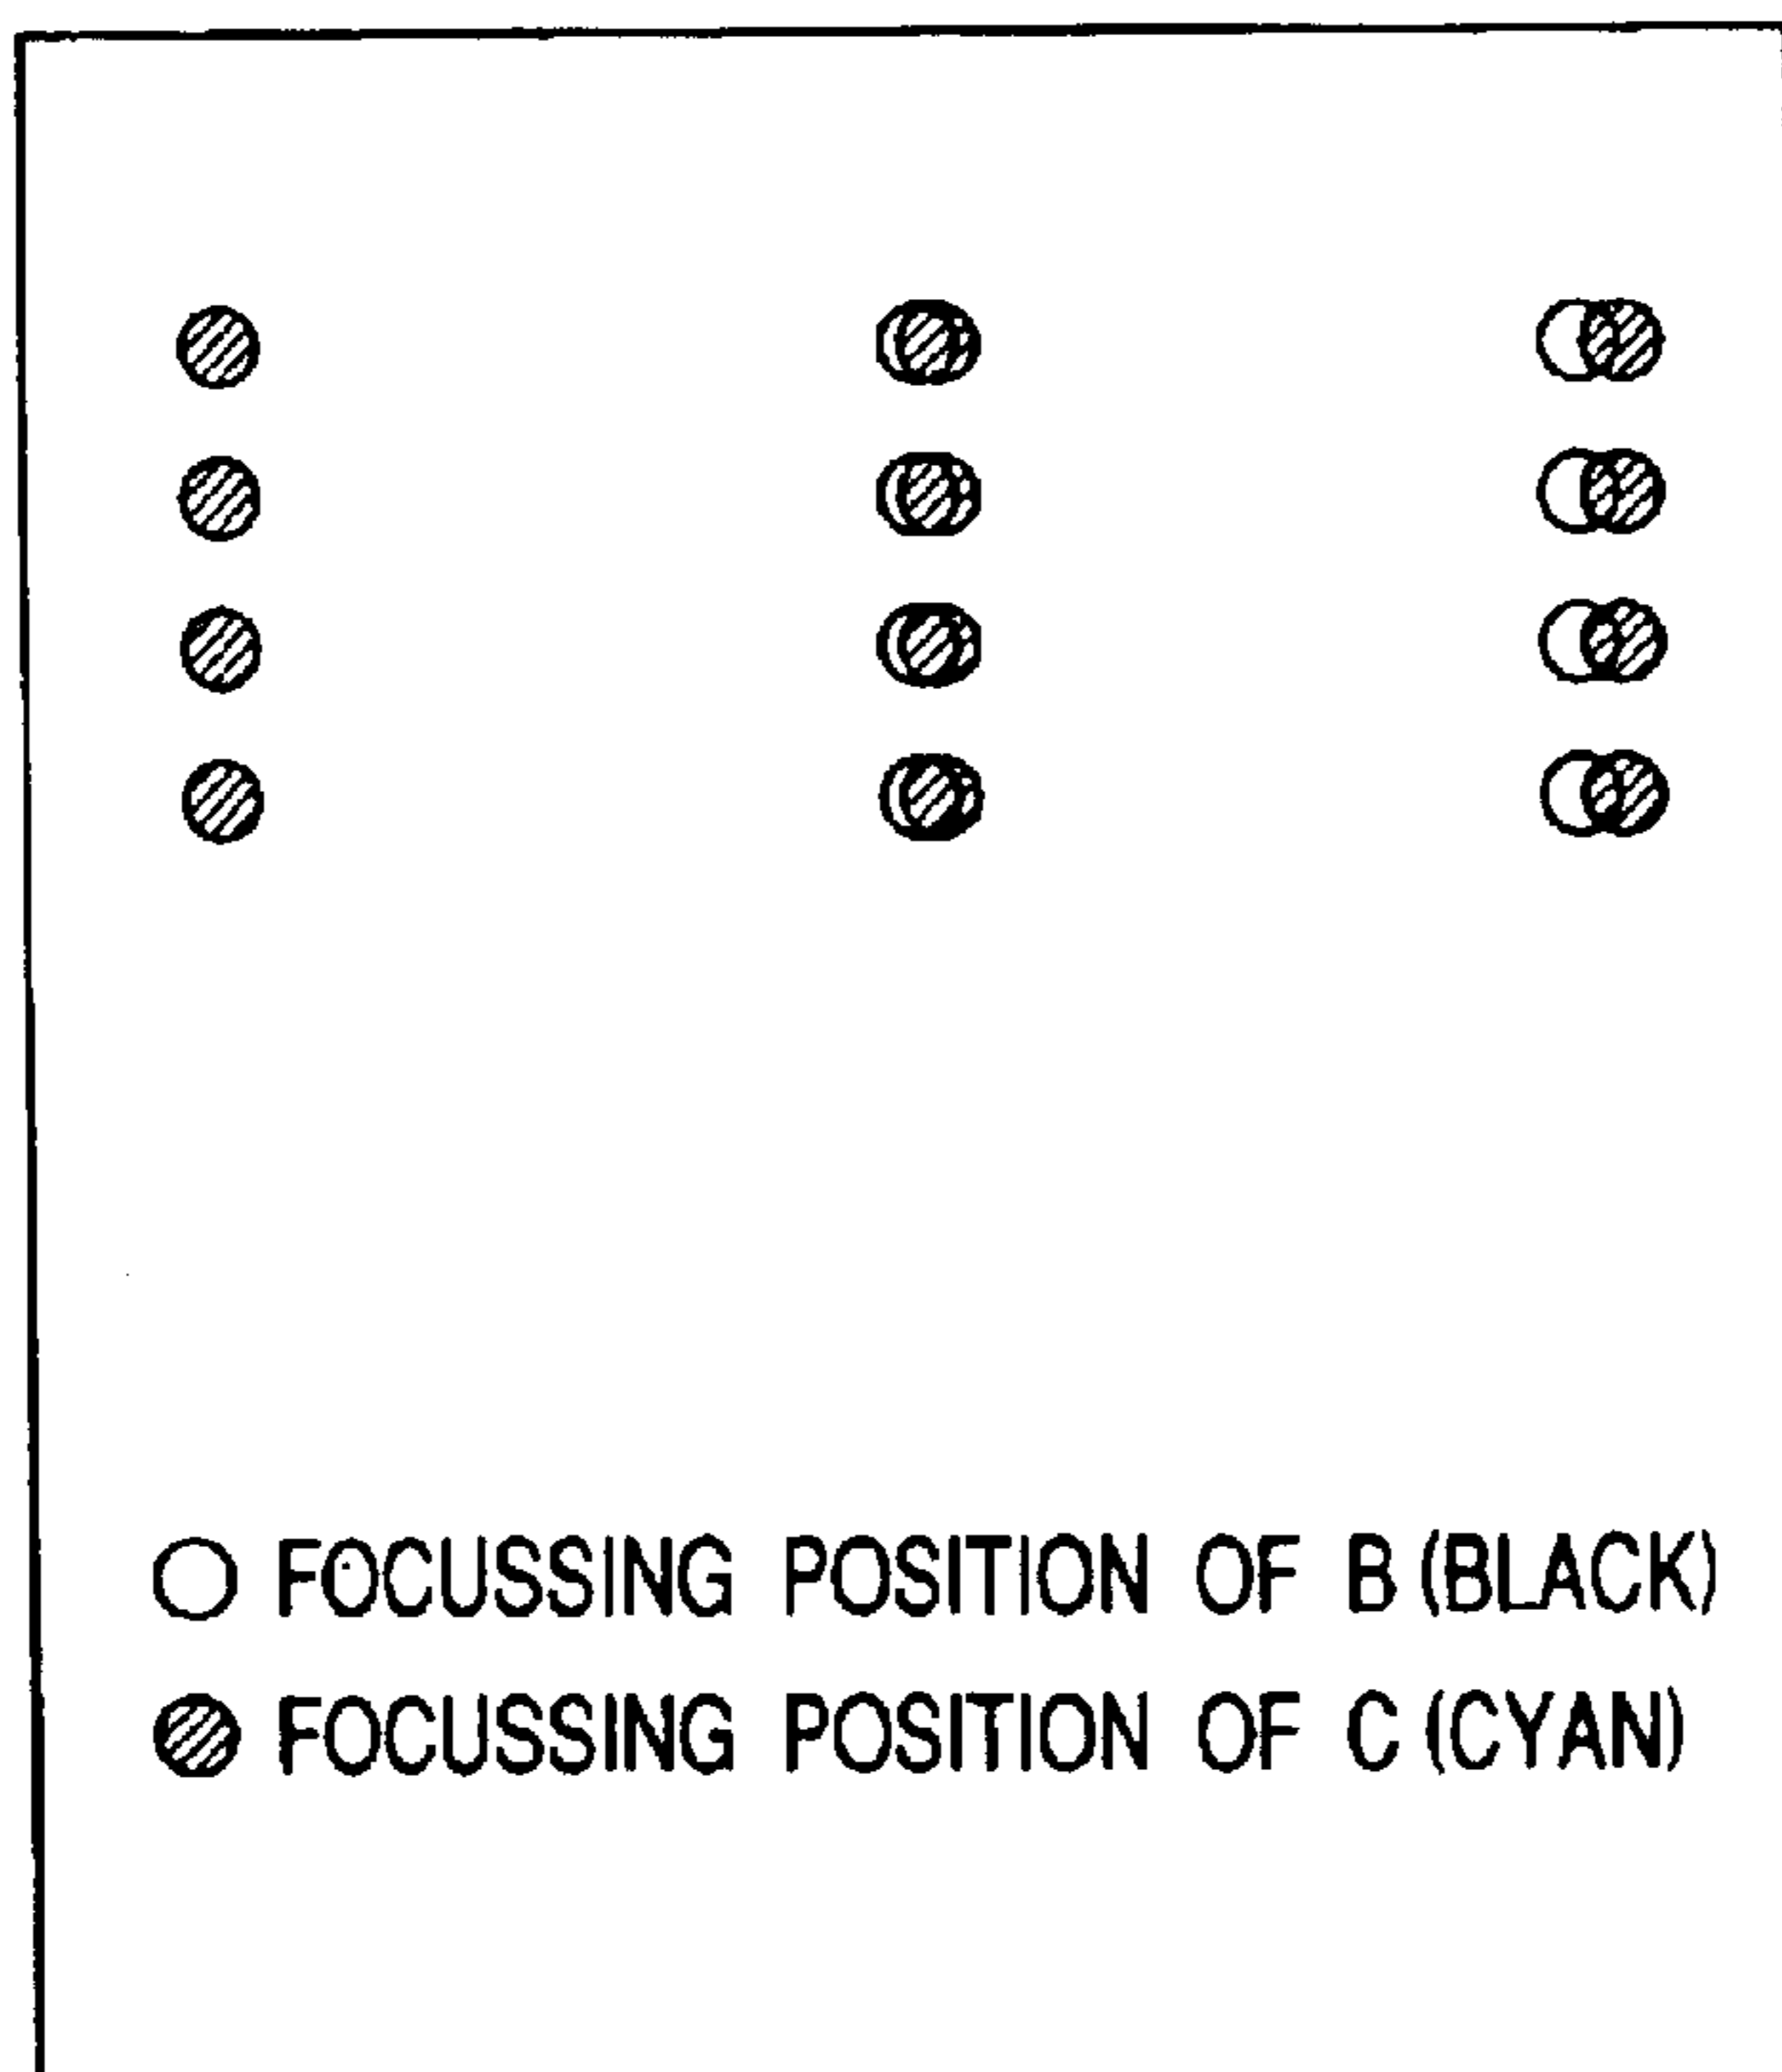 FOCUSSING POSITION OF B (BLACK)
FOCUSSING POSITION OF C (CYAN)